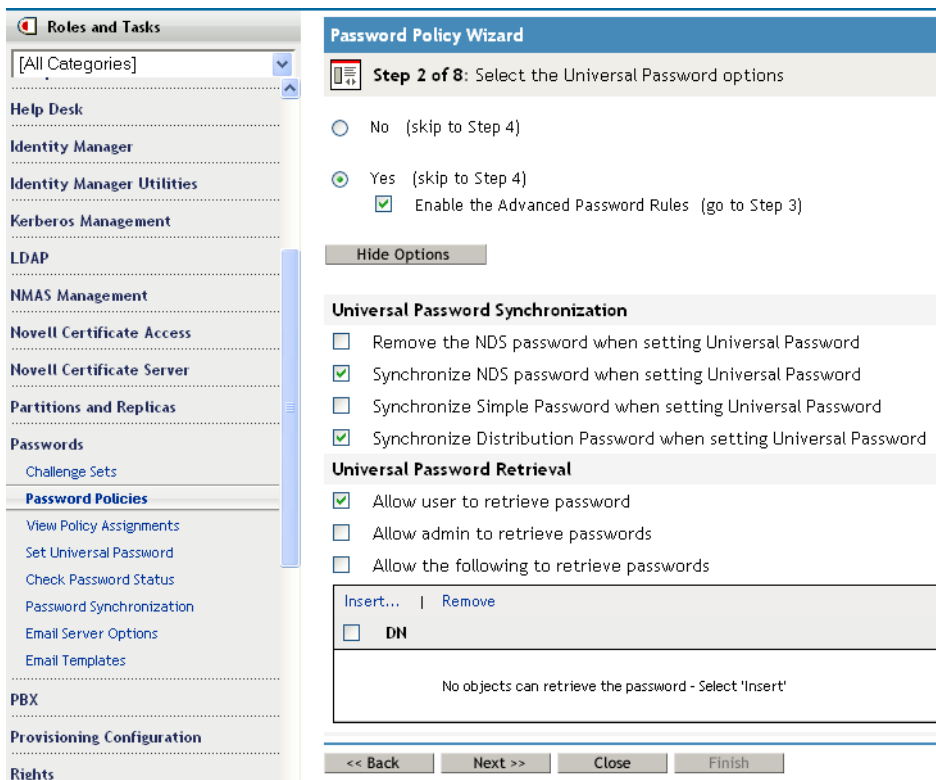 Roles and Tasks
[All Categories]
Help Desk
Identity Manager
Identity Manager Utilities
Kerberos Management
LDAP
NMAS Management
Novell Certificate Access
Novell Certificate Server
Partitions and Replicas
Passwords
Challenge Sets
Password Policies
View Policy Assignments
Set Universal Password
Check Password Status
Password Synchronization
Email Server Options
Email Templates
PBX
Provisioning Configuration
Rights
Password Policy Wizard
Step 2 of 8: Select the Universal Password options
No (skip to Step 4)
Yes (skip to Step 4)
Enable the Advanced Password Rules (go to Step 3)
Hide Options
Universal Password Synchronization
Remove the NDS password when setting Universal Password
Synchronize NDS password when setting Universal Password
Synchronize Simple Password when setting Universal Password
Synchronize Distribution Password when setting Universal Password
Universal Password Retrieval
Allow user to retrieve password
Allow admin to retrieve passwords
Allow the following to retrieve passwords
Insert... | Remove
DN
No objects can retrieve the password - Select 'Insert'
<< Back Next >> Close Finish